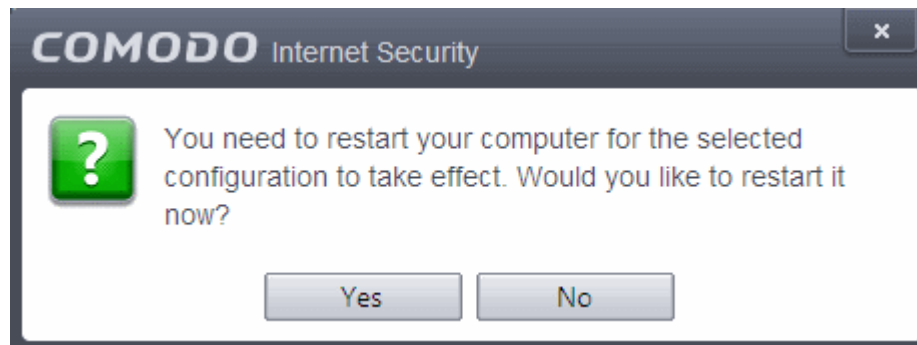 COMODO Internet Security
You need to restart your computer for the selected
configuration to take effect. Would you like to restart it
now?
Yes No